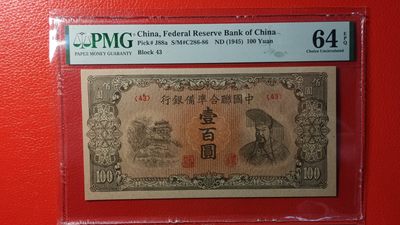 PMG
PAPER MONEY GUARANTY
China, Federal Reserve Bank of China
Pick# J88a S/M#C286-86 ND (1945) 100 Yuan
Block 43
64 EPQ
Choice Uncirculated
(43) (43)
行銀備準合聯國中
壹百圓
100 100